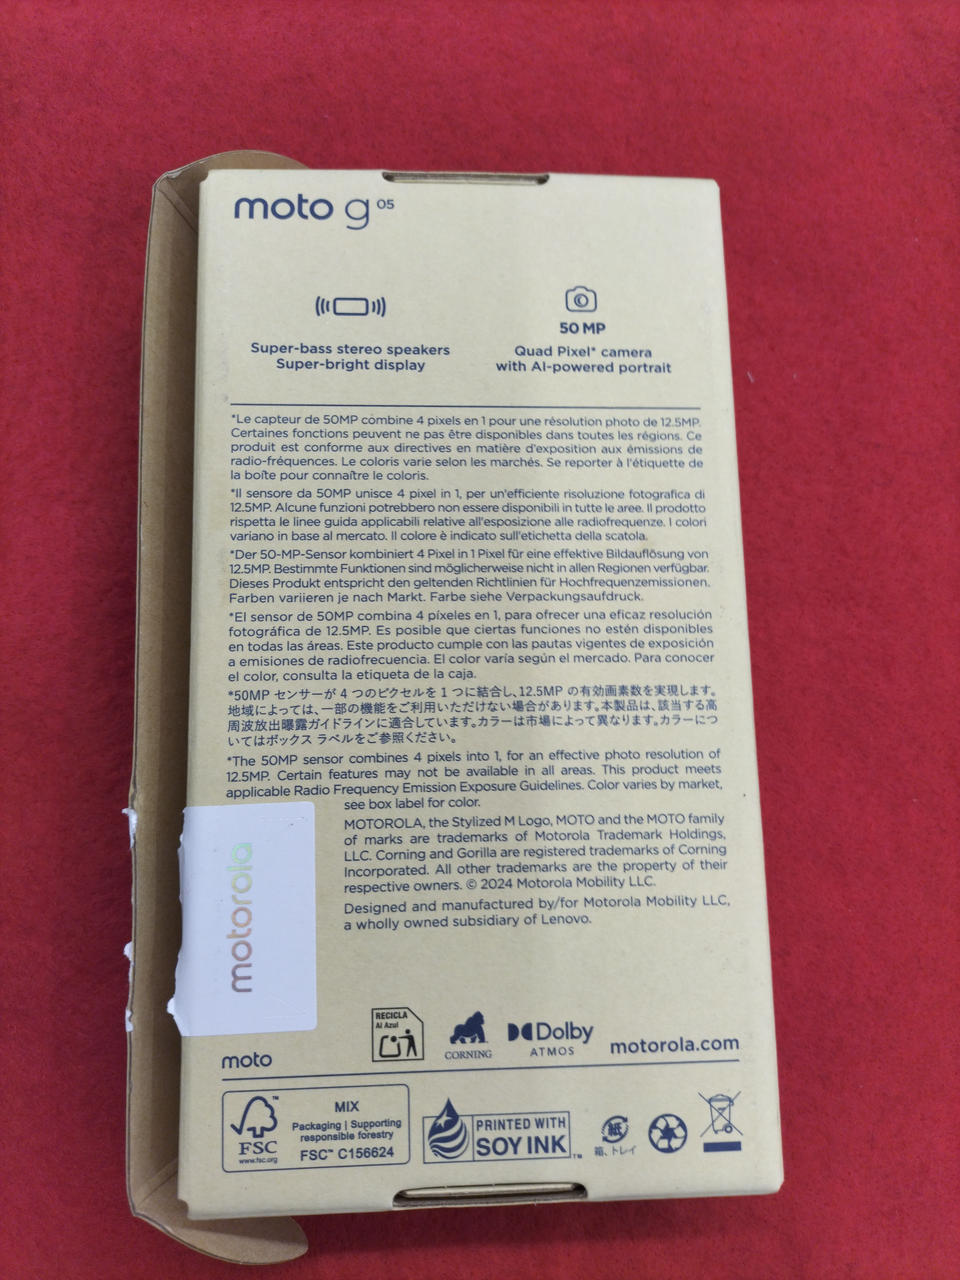 moto g 05
Super-bass stereo speakers
Super-bright display
50 MP
Quad Pixel* camera
with AI-powered portrait
*Le capteur de 50MP combine 4 pixels en 1 pour une résolution photo de 12.5MP.
Certaines fonctions peuvent ne pas être disponibles dans toutes les régions. Ce
produit est conforme aux directives en matière d'exposition aux émissions de
radio-fréquences. Le coloris varie selon les marchés. Se reporter à l'étiquette de
la boîte pour connaître le coloris.
*Il sensore da 50MP unisce 4 pixel in 1, per un'efficiente risoluzione fotografica di
12.5MP. Alcune funzioni potrebbero non essere disponibili in tutte le aree. Il prodotto
rispetta le linee guida applicabili relative all'esposizione alle radiofrequenze. I colori
variano in base al mercato. Il colore è indicato sull'etichetta della scatola.
*Der 50-MP-Sensor kombiniert 4 Pixel in 1 Pixel für eine effektive Bildauflösung von
12.5MP. Bestimmte Funktionen sind möglicherweise nicht in allen Regionen verfügbar.
Dieses Produkt entspricht den geltenden Richtlinien für Hochfrequenzemissionen.
Farben variieren je nach Markt. Farbe siehe Verpackungsaufdruck.
*El sensor de 50MP combina 4 píxeles en 1, para ofrecer una eficaz resolución
fotográfica de 12.5MP. Es posible que ciertas funciones no estén disponibles
en todas las áreas. Este producto cumple con las pautas vigentes de exposición
a emisiones de radiofrecuencia. El color varía según el mercado. Para conocer
el color, consulta la etiqueta de la caja.
*50MP センサーが 4 つのピクセルを 1 つに結合し、12.5MP の有効画素数を実現します。
地域によっては、一部の機能をご利用いただけない場合があります。本製品は、該当する高
周波放出曝露ガイドラインに適合しています。カラーは市場によって異なります。カラーにつ
いてはボックス ラベルをご参照ください。
*The 50MP sensor combines 4 pixels into 1, for an effective photo resolution of
12.5MP. Certain features may not be available in all areas. This product meets
applicable Radio Frequency Emission Exposure Guidelines. Color varies by market,
see box label for color.
MOTOROLA, the Stylized M Logo, MOTO and the MOTO family
of marks are trademarks of Motorola Trademark Holdings,
LLC. Corning and Gorilla are registered trademarks of Corning
Incorporated. All other trademarks are the property of their
respective owners. © 2024 Motorola Mobility LLC.
Designed and manufactured by/for Motorola Mobility LLC,
a wholly owned subsidiary of Lenovo.
motorola
RECICLA
Al Azul
CORNING
Dolby
ATMOS
motorola.com
moto
FSC
www.fsc.org
MIX
Packaging | Supporting
responsible forestry
FSC™ C156624
PRINTED WITH
SOY INK™
紙
箱、トレイ